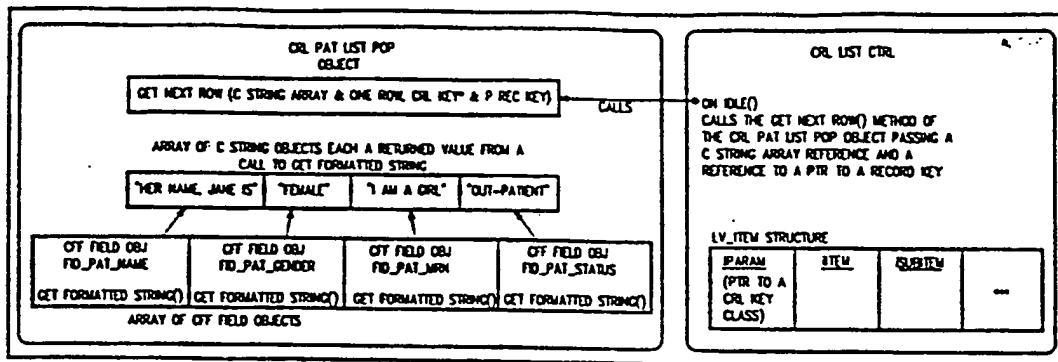 CRL PAT LIST POP
OBJECT
GET NEXT ROW (C STRING ARRAY & ONE ROW, CRL KEY* & P REC KEY)
CALLS
ARRAY OF C STRING OBJECTS EACH A RETURNED VALUE FROM A
CALL TO GET FORMATTED STRING
"HER NAME, JANE IS" "FEMALE" "I AM A GIRL" "OUT-PATIENT"
CFF FIELD OBJ CFF FIELD OBJ CFF FIELD OBJ CFF FIELD OBJ
FID_PAT_NAME FID_PAT_GENDER FID_PAT_MRN FID_PAT_STATUS
GET FORMATTED STRING() GET FORMATTED STRING() GET FORMATTED STRING() GET FORMATTED STRING()
ARRAY OF CFF FIELD OBJECTS
CRL LIST CTRL
ON IDLE()
CALLS THE GET NEXT ROW() METHOD OF
THE CRL PAT LIST POP OBJECT PASSING A
C STRING ARRAY REFERENCE AND A
REFERENCE TO A PTR TO A RECORD KEY
LV_ITEM STRUCTURE
IPARAM IITEM ISUBITEM •••
(PTR TO A
CRL KEY
CLASS)